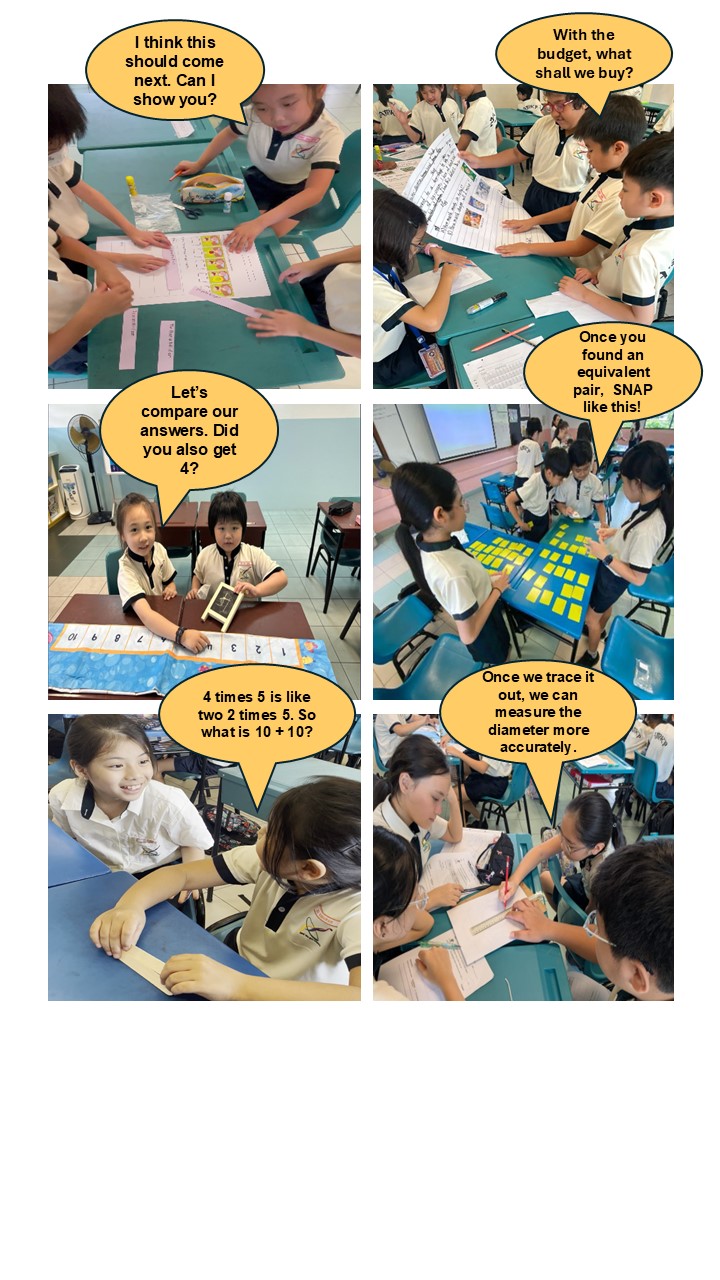 I think this
should come
next. Can I
show you?
With the
budget, what
shall we buy?
Let's
compare our
answers. Did
you also get
4?
Once you
found an
equivalent
pair, SNAP
like this!
10 9 8 7 4 3 2 1
4
4 times 5 is like
two 2 times 5. So
what is 10 + 10?
Once we trace it
out, we can
measure the
diameter more
accurately.